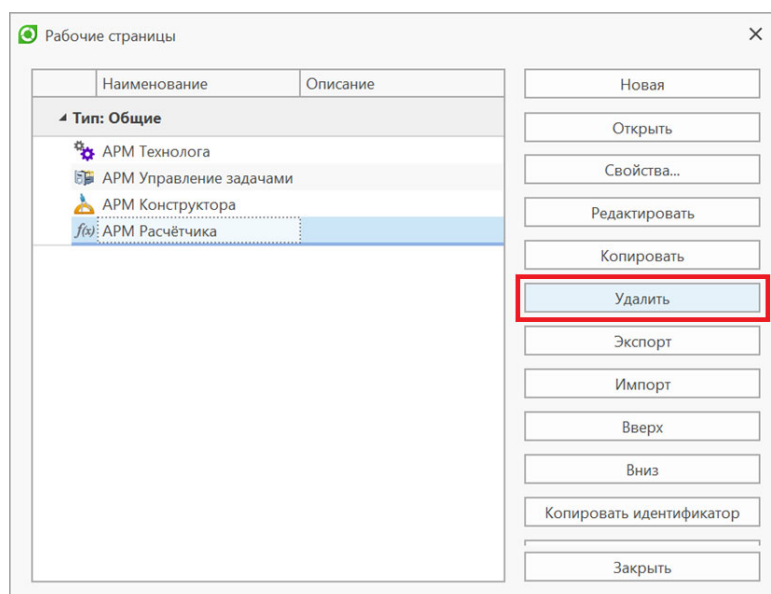 Рабочие страницы
Наименование Описание
Тип: Общие
АРМ Технолога
АРМ Управление задачами
АРМ Конструктора
f(x) АРМ Расчётчика
Новая
Открыть
Свойства...
Редактировать
Копировать
Удалить
Экспорт
Импорт
Вверх
Вниз
Копировать идентификатор
Закрыть